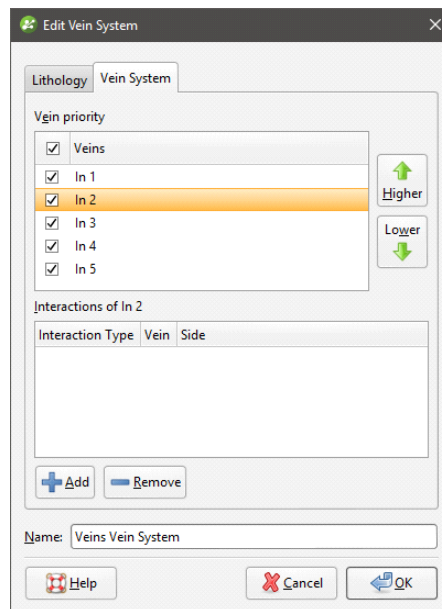 Edit Vein System
Lithology Vein System
Vein priority
Veins
In 1
In 2
In 3
In 4
In 5
Higher
Lower
Interactions of In 2
Interaction Type Vein Side
Add Remove
Name: Veins Vein System
Help Cancel OK